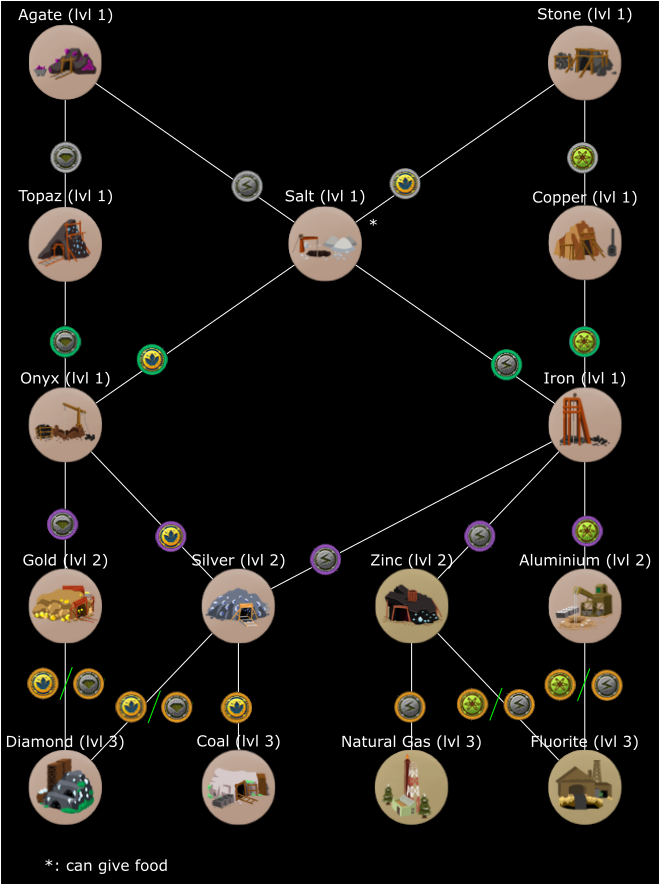 Agate (lvl 1)
Stone (lvl 1)
Topaz (lvl 1)
Salt (lvl 1)
*
Copper (lvl 1)
Onyx (lvl 1)
Iron (lvl 1)
Gold (lvl 2)
Silver (lvl 2)
Zinc (lvl 2)
Aluminium (lvl 2)
Diamond (lvl 3)
Coal (lvl 3)
Natural Gas (lvl 3)
Fluorite (lvl 3)
*: can give food